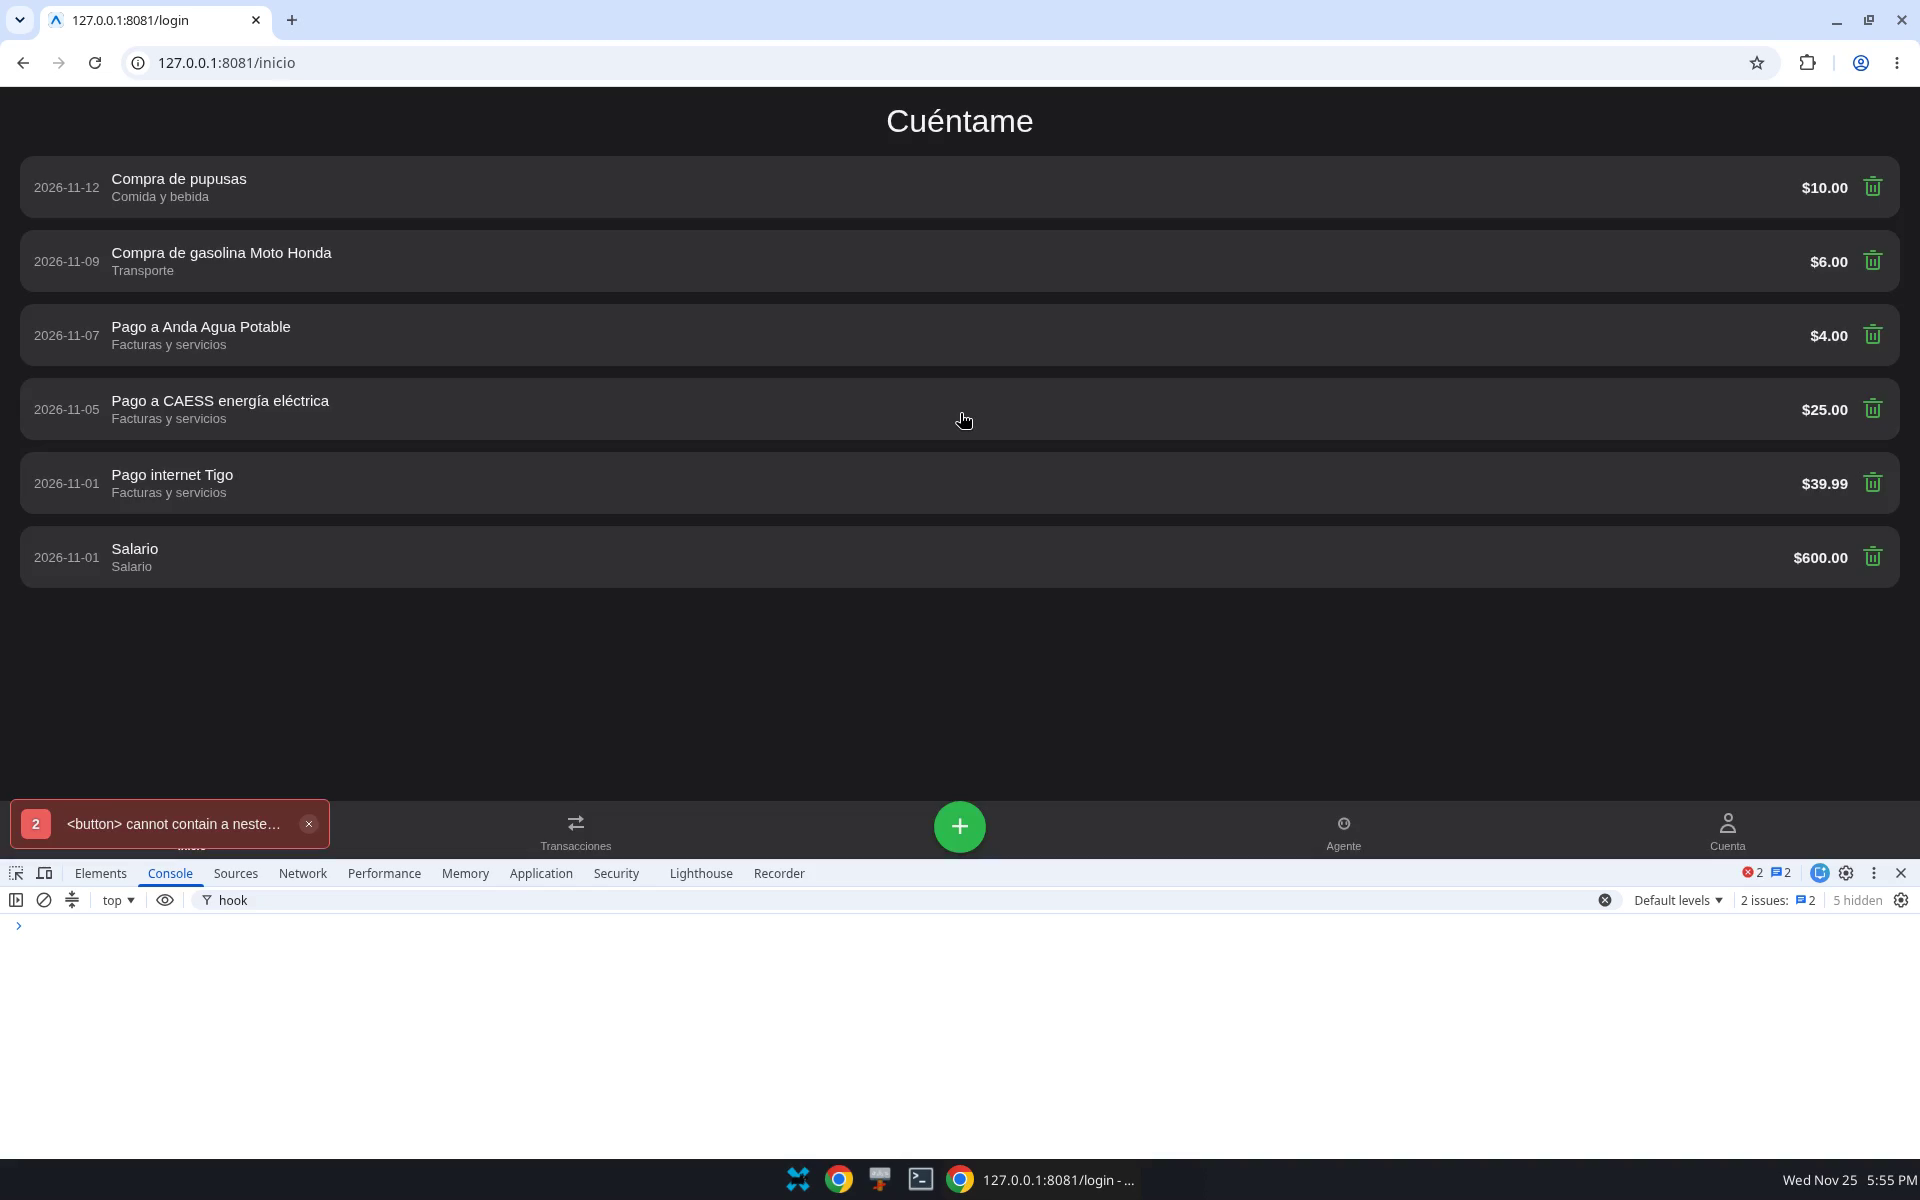 127.0.0.1:8081/login
127.0.0.1:8081/inicio
Cuéntame
2026-11-12
Compra de pupusas
Comida y bebida
$10.00
2026-11-09
Compra de gasolina Moto Honda
Transporte
$6.00
2026-11-07
Pago a Anda Agua Potable
Facturas y servicios
$4.00
2026-11-05
Pago a CAESS energía eléctrica
Facturas y servicios
$25.00
2026-11-01
Pago internet Tigo
Facturas y servicios
$39.99
2026-11-01
Salario
Salario
$600.00
2 <button> cannot contain a neste…
Transacciones
+
Agente
Cuenta
Elements Console Sources Network Performance Memory Application Security Lighthouse Recorder 2 2
top hook Default levels 2 issues: 2 5 hidden
127.0.0.1:8081/login - ... Wed Nov 25 5:55 PM